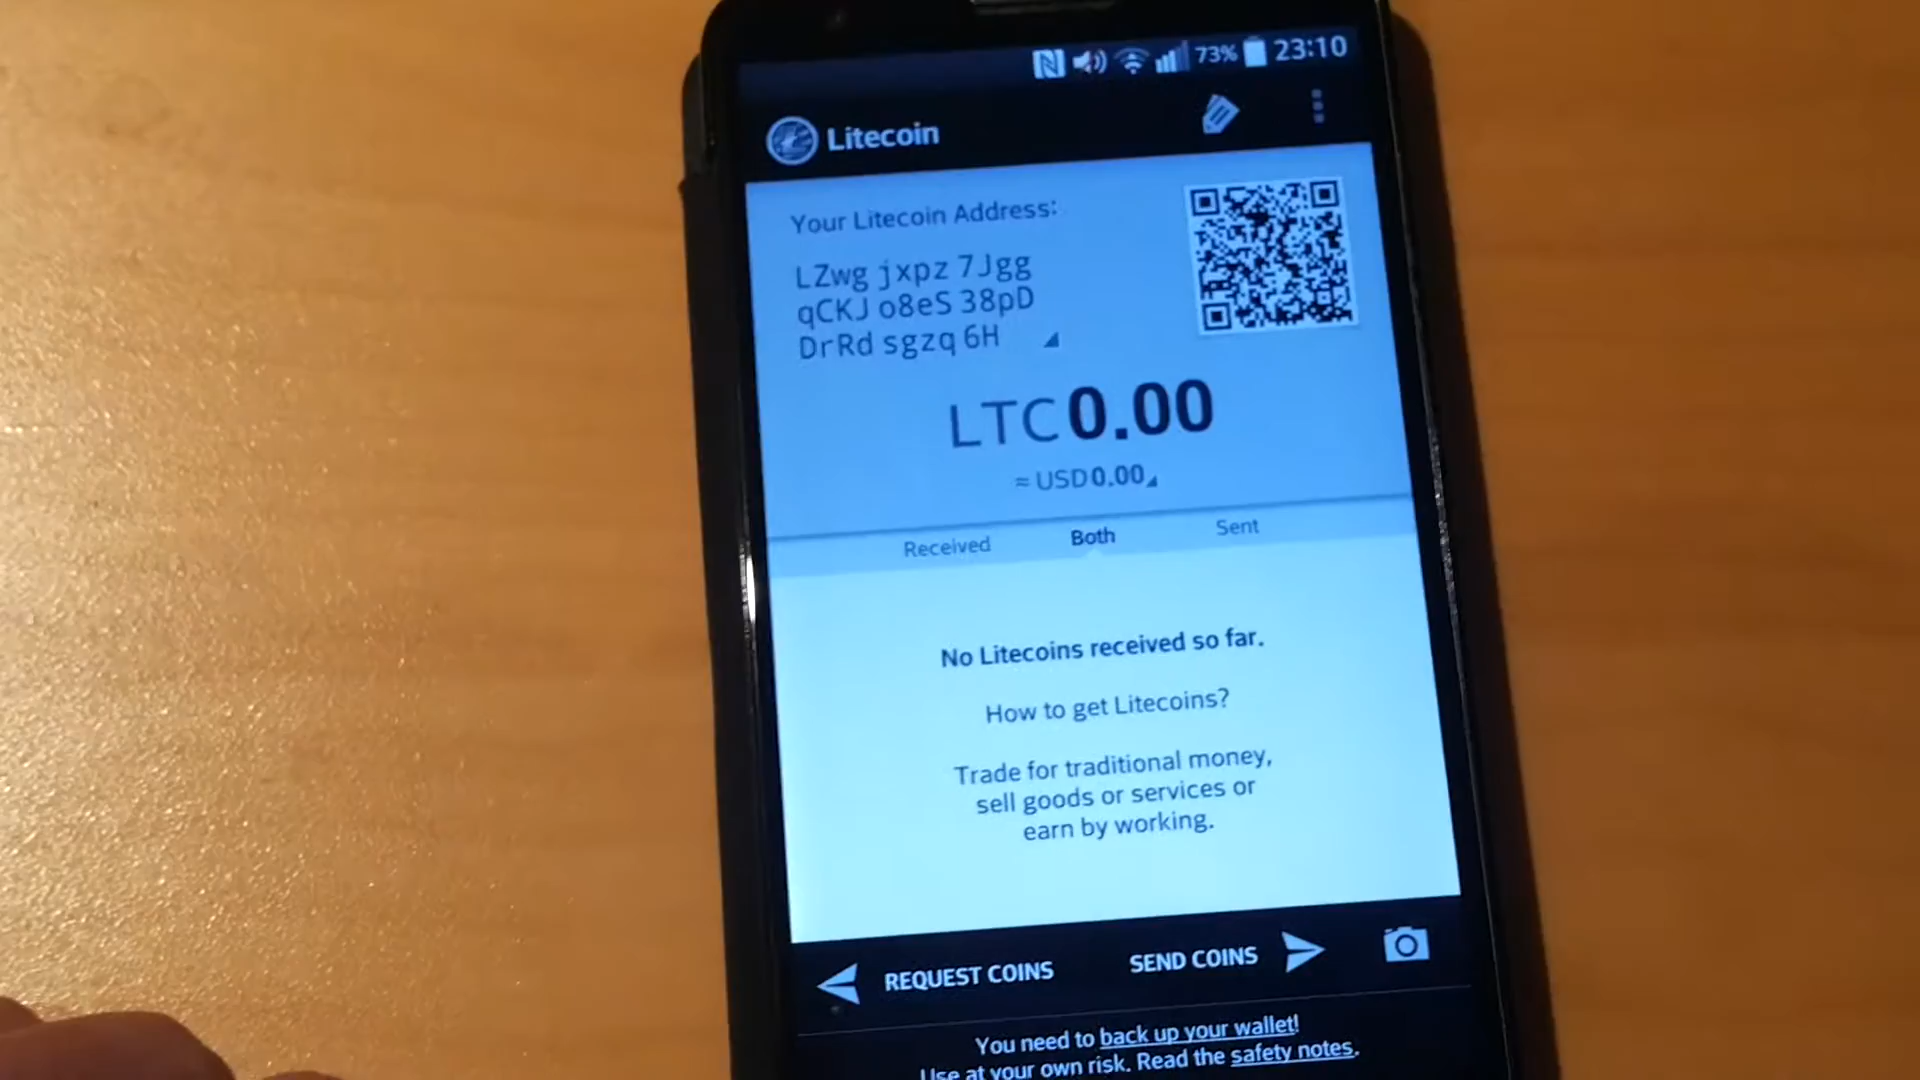 73% 23:10
Litecoin
Your Litecoin Address:
LZwg jxpz 7Jgg
qCKJ o8eS 38pD
DrRd sgzq 6H
LTC 0.00
≈ USD 0.00
Received Both Sent
No Litecoins received so far.
How to get Litecoins?
Trade for traditional money,
sell goods or services or
earn by working.
REQUEST COINS SEND COINS
You need to back up your wallet!
Use at your own risk. Read the safety notes.